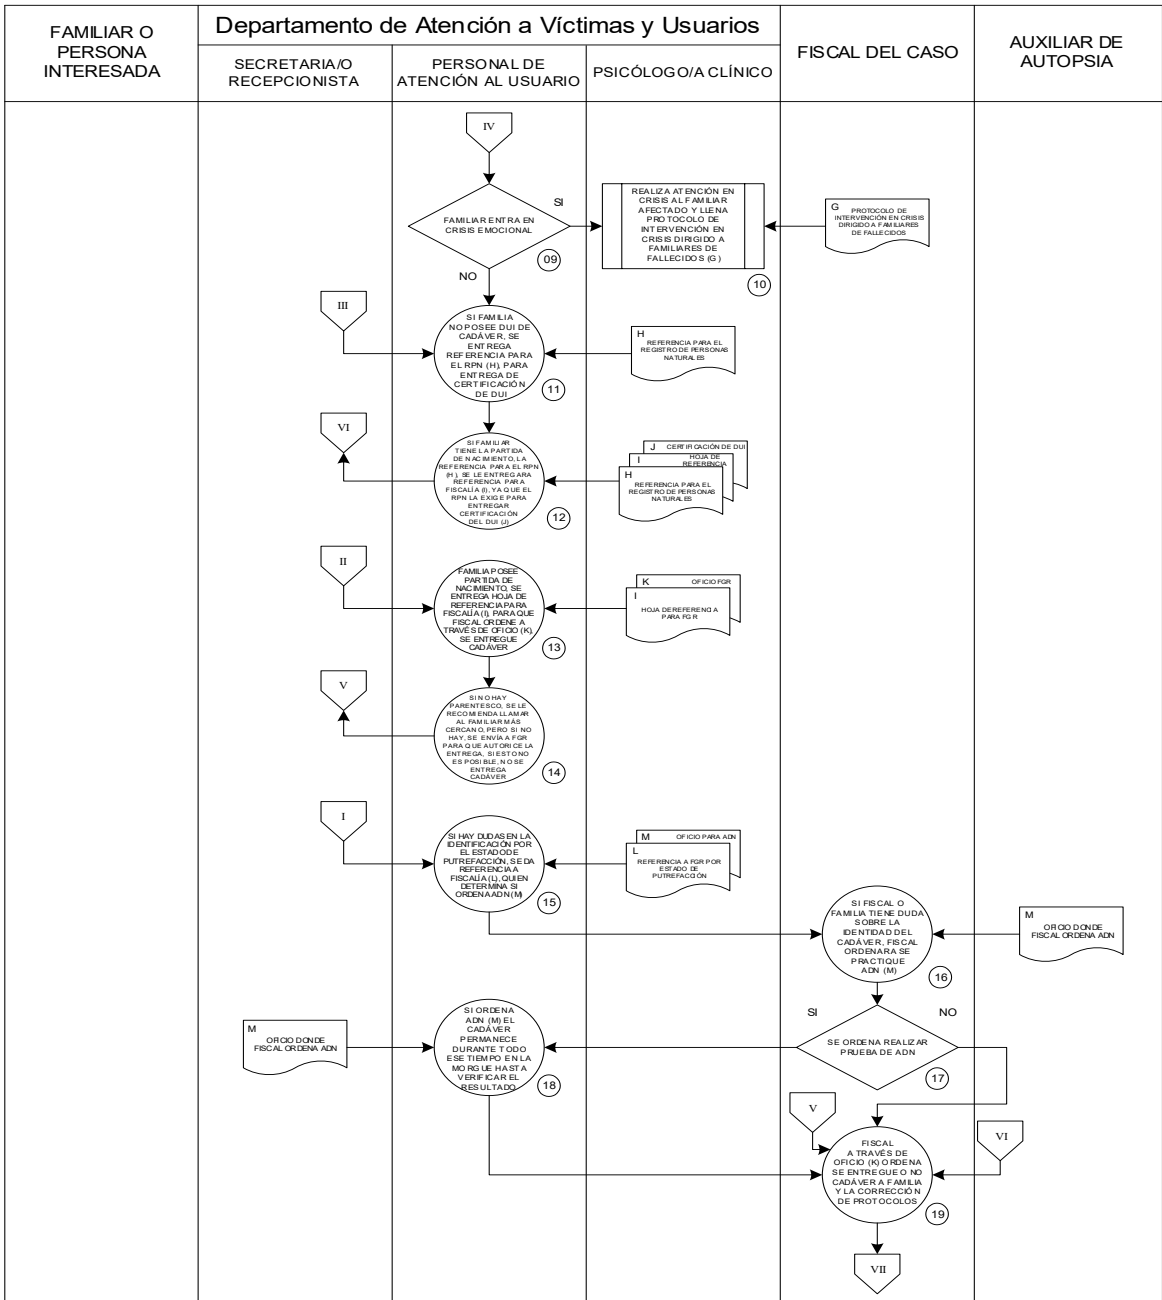 FAMILIAR O
PERSONA
INTERESADA
Departamento de Atención a Víctimas y Usuarios
SECRETARIA/O
RECEPCIONISTA
PERSONAL DE
ATENCIÓN AL USUARIO
PSICÓLOGO/A CLÍNICO
FISCAL DEL CASO
AUXILIAR DE
AUTOPSIA
IV
FAMILIAR ENTRA EN
CRISIS EMOCIONAL
SI
09
NO
REALIZA ATENCIÓN EN
CRISIS AL FAMILIAR
AFECTADO Y LLENA
PROTOCOLO DE
INTERVENCIÓN EN
CRISIS DIRIGIDO A
FAMILIARES DE
FALLECIDOS (G)
10
G
PROTOCOLO DE
INTERVENCIÓN EN CRISIS
DIRIGIDO A FAMILIARES
DE FALLECIDOS
III
SI FAMILIA
NO POSEE DUI DE
CADÁVER, SE
ENTREGA
REFERENCIA PARA
EL RPN (H), PARA
ENTREGA DE
CERTIFICACIÓN
DE DUI
11
H
REFERENCIA PARA EL
REGISTRO DE PERSONAS
NATURALES
VI
SI FAMILIAR
TIENE LA PARTIDA
DE NACIMIENTO, LA
REFERENCIA PARA EL RPN
(H), SE LE ENTREGARA
REFERENCIA PARA
FISCALÍA (I), YA QUE EL
RPN LA EXIGE PARA
ENTREGAR
CERTIFICACIÓN
DEL DUI (J)
12
J CERTIFICACIÓN DE DUI
I HOJA DE
REFERENCIA
H
REFERENCIA PARA EL
REGISTRO DE PERSONAS
NATURALES
II
FAMILIA POSEE
PARTIDA DE
NACIMIENTO, SE
ENTREGA HOJA DE
REFERENCIA PARA
FISCALÍA (I), PARA QUE
FISCAL ORDENE A
TRAVÉS DE OFICIO (K),
SE ENTREGUE
CADÁVER
13
K OFICIO FGR
I
HOJA DE REFERENCIA
PARA FGR
V
SI NO HAY
PARENTESCO, SE LE
RECOMIENDA LLAMAR
AL FAMILIAR MÁS
CERCANO, PERO SI NO
HAY, SE ENVÍA A FGR
PARA QUE AUTORICE LA
ENTREGA, SI ESTO NO
ES POSIBLE, NO SE
ENTREGA
CADÁVER
14
I
SI HAY DUDAS EN LA
IDENTIFICACIÓN POR
EL ESTADO DE
PUTREFACCIÓN, SE DA
REFERENCIA A
FISCALÍA (L), QUIEN
DETERMINA SI
ORDENA ADN (M)
15
M OFICIO PARA ADN
L
REFERENCIA A FGR POR
ESTADO DE
PUTREFACCIÓN
SI FISCAL O
FAMILIA TIENE DUDA
SOBRE LA
IDENTIDAD DEL
CADÁVER, FISCAL
ORDENARA SE
PRACTIQUE
ADN (M)
16
M
OFICIO DONDE
FISCAL ORDENA ADN
SI
NO
SE ORDENA REALIZAR
PRUEBA DE ADN
17
M
OFICIO DONDE
FISCAL ORDENA ADN
SI ORDENA
ADN (M) EL
CADÁVER
PERMANECE
DURANTE TODO
ESE TIEMPO EN LA
MORGUE HASTA
VERIFICAR EL
RESULTADO
18
V
VI
FISCAL
A TRAVÉS DE
OFICIO (K) ORDENA
SE ENTREGUE O NO
CADÁVER A FAMILIA
Y LA CORRECCIÓN
DE PROTOCOLOS
19
VII